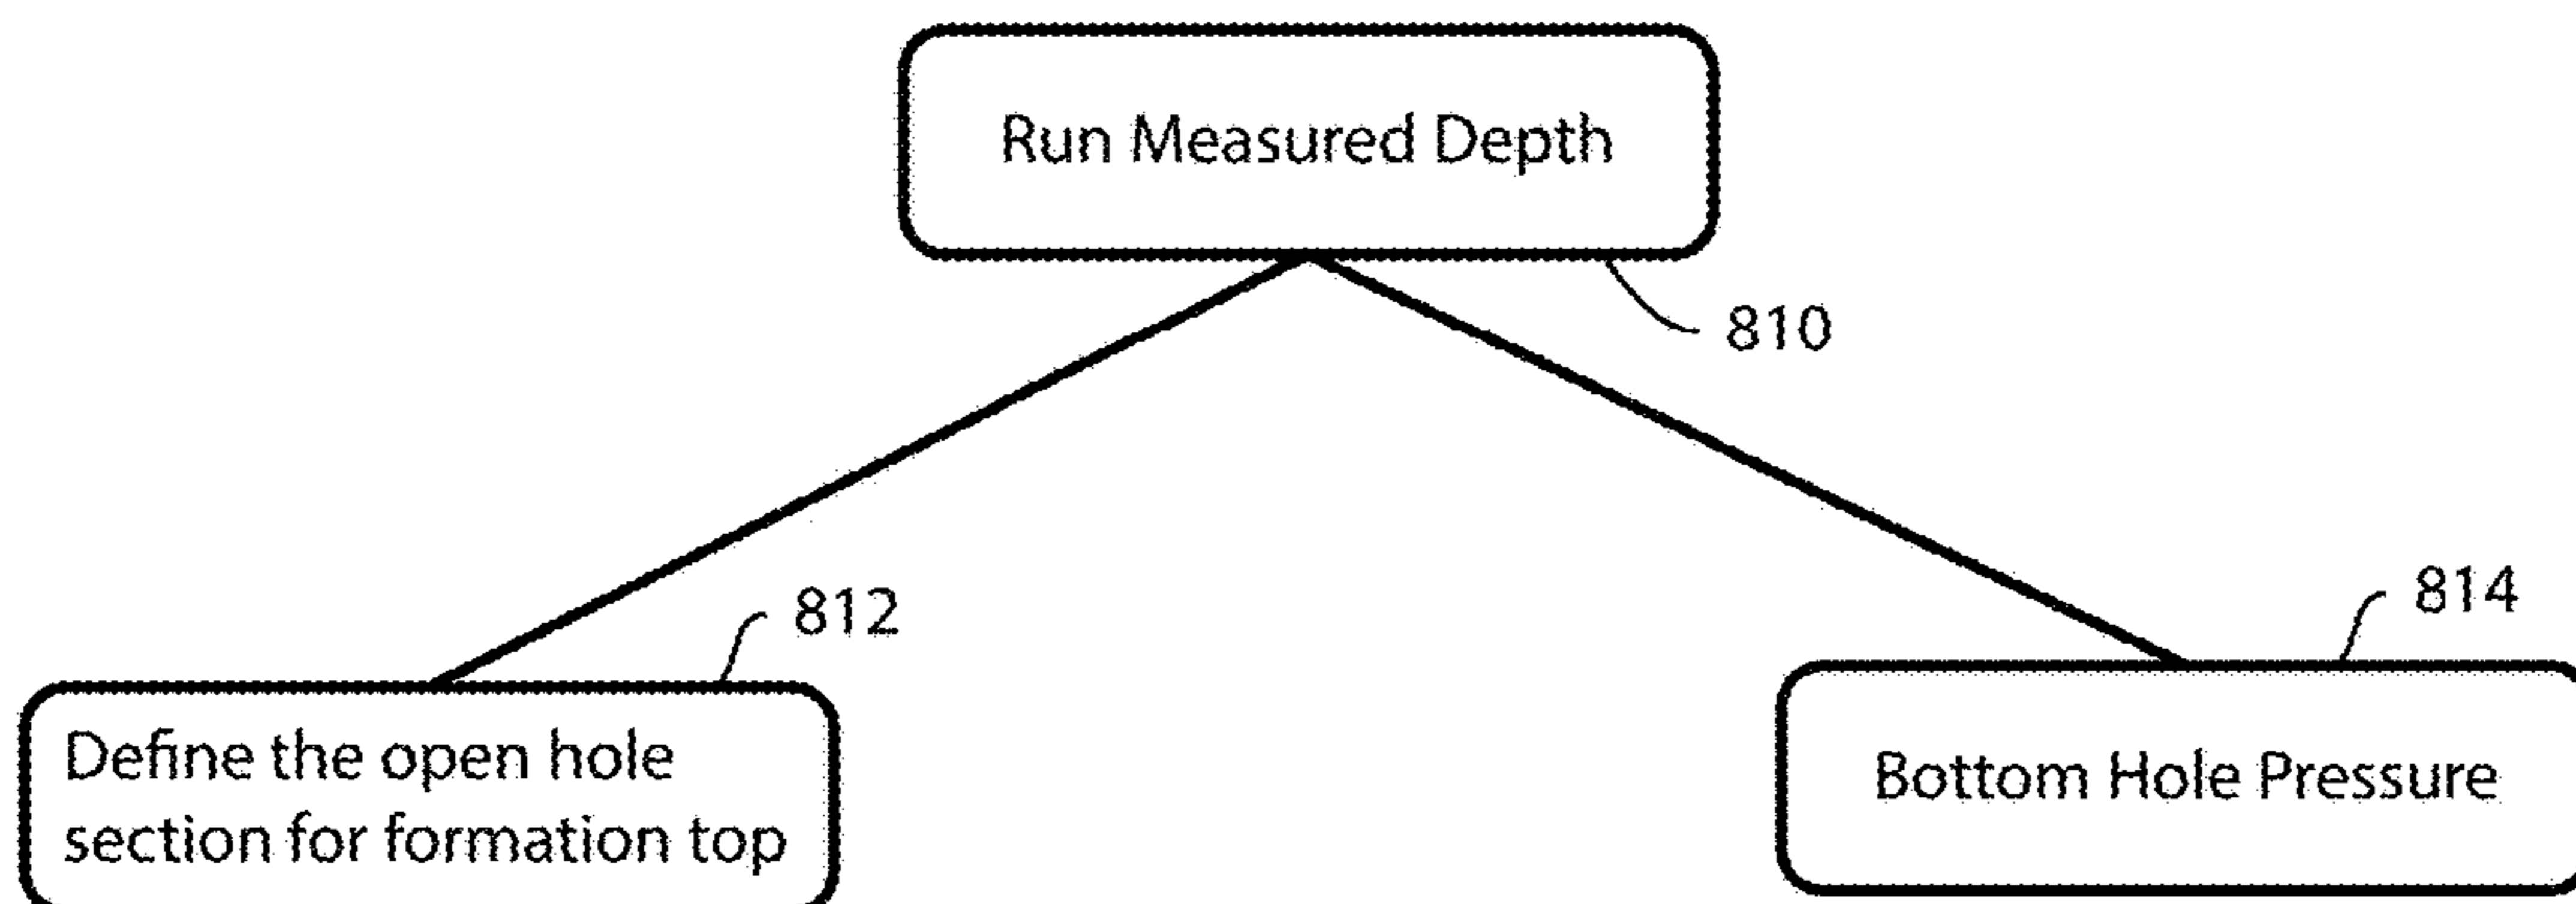 Run Measured Depth
810
812
814
Define the open hole
section for formation top
Bottom Hole Pressure